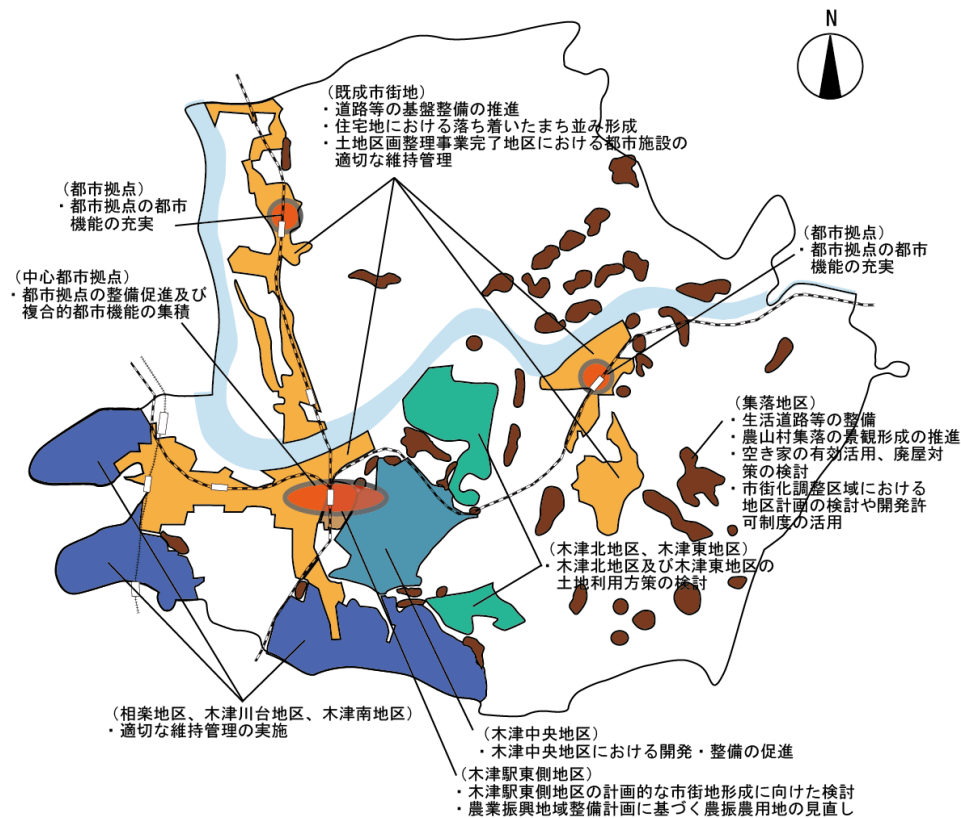 N
（既成市街地）
・道路等の基盤整備の推進
・住宅地における落ち着いたまち並み形成
・土地区画整理事業完了地区における都市施設の
適切な維持管理
（都市拠点）
・都市拠点の都市
機能の充実
（都市拠点）
・都市拠点の都市
機能の充実
（中心都市拠点）
・都市拠点の整備促進及び
複合的都市機能の集積
（集落地区）
・生活道路等の整備
・農山村集落の景観形成の推進
・空き家の有効活用、廃屋対
策の検討
・市街化調整区域における
地区計画の検討や開発許
可制度の活用
（木津北地区、木津東地区）
・木津北地区及び木津東地区の
土地利用方策の検討
（相楽地区、木津川台地区、木津南地区）
・適切な維持管理の実施
（木津中央地区）
・木津中央地区における開発・整備の促進
（木津駅東側地区）
・木津駅東側地区の計画的な市街地形成に向けた検討
・農業振興地域整備計画に基づく農振農用地の見直し